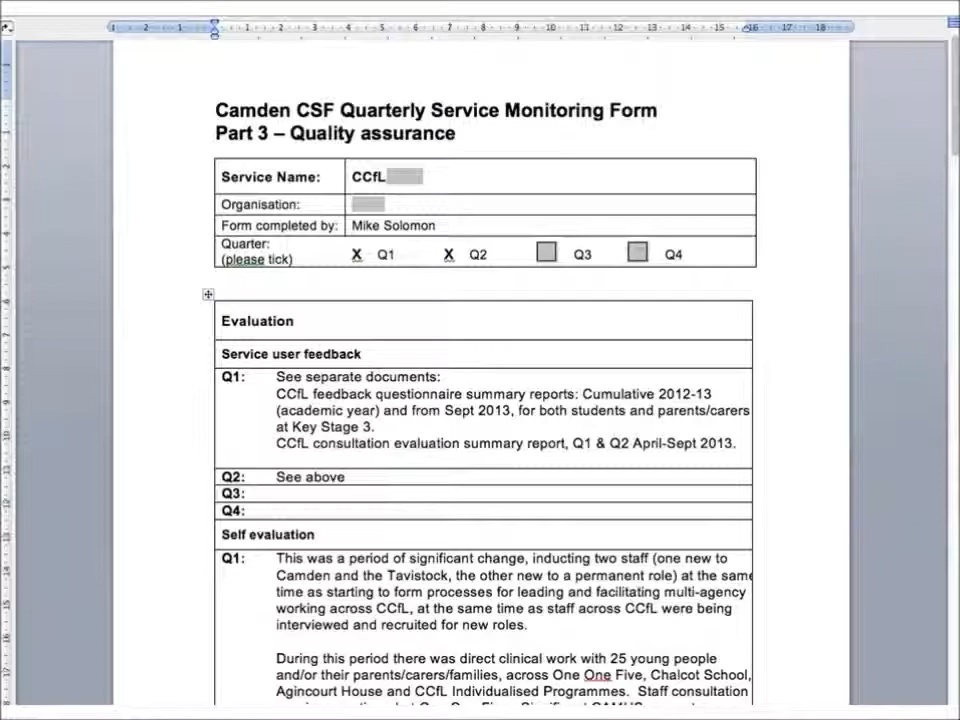 Camden CSF Quarterly Service Monitoring Form
Part 3 – Quality assurance
Service Name: CCfL
Organisation:
Form completed by: Mike Solomon
Quarter:
(please tick) X Q1 X Q2 Q3 Q4
Evaluation
Service user feedback
Q1: See separate documents:
CCfL feedback questionnaire summary reports: Cumulative 2012-13
(academic year) and from Sept 2013, for both students and parents/carers
at Key Stage 3.
CCfL consultation evaluation summary report, Q1 & Q2 April-Sept 2013.
Q2: See above
Q3:
Q4:
Self evaluation
Q1: This was a period of significant change, inducting two staff (one new to
Camden and the Tavistock, the other new to a permanent role) at the same
time as starting to form processes for leading and facilitating multi-agency
working across CCfL, at the same time as staff across CCfL were being
interviewed and recruited for new roles.
During this period there was direct clinical work with 25 young people
and/or their parents/carers/families, across One One Five, Chalcot School,
Agincourt House and CCfL Individualised Programmes. Staff consultation